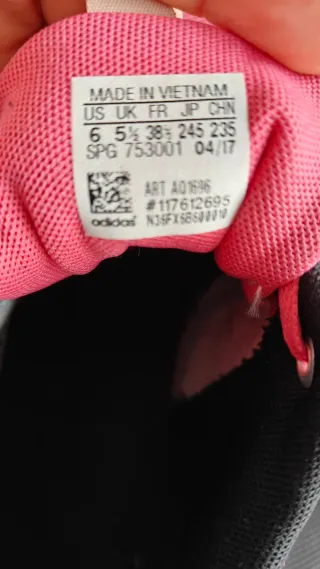 MADE IN VIETNAM
US UK FR JP CHN
6 5½ 38⅔ 245 235
SPG 753001 04/17
ART AQ1696
#117612695
adidas N36FX6B600010